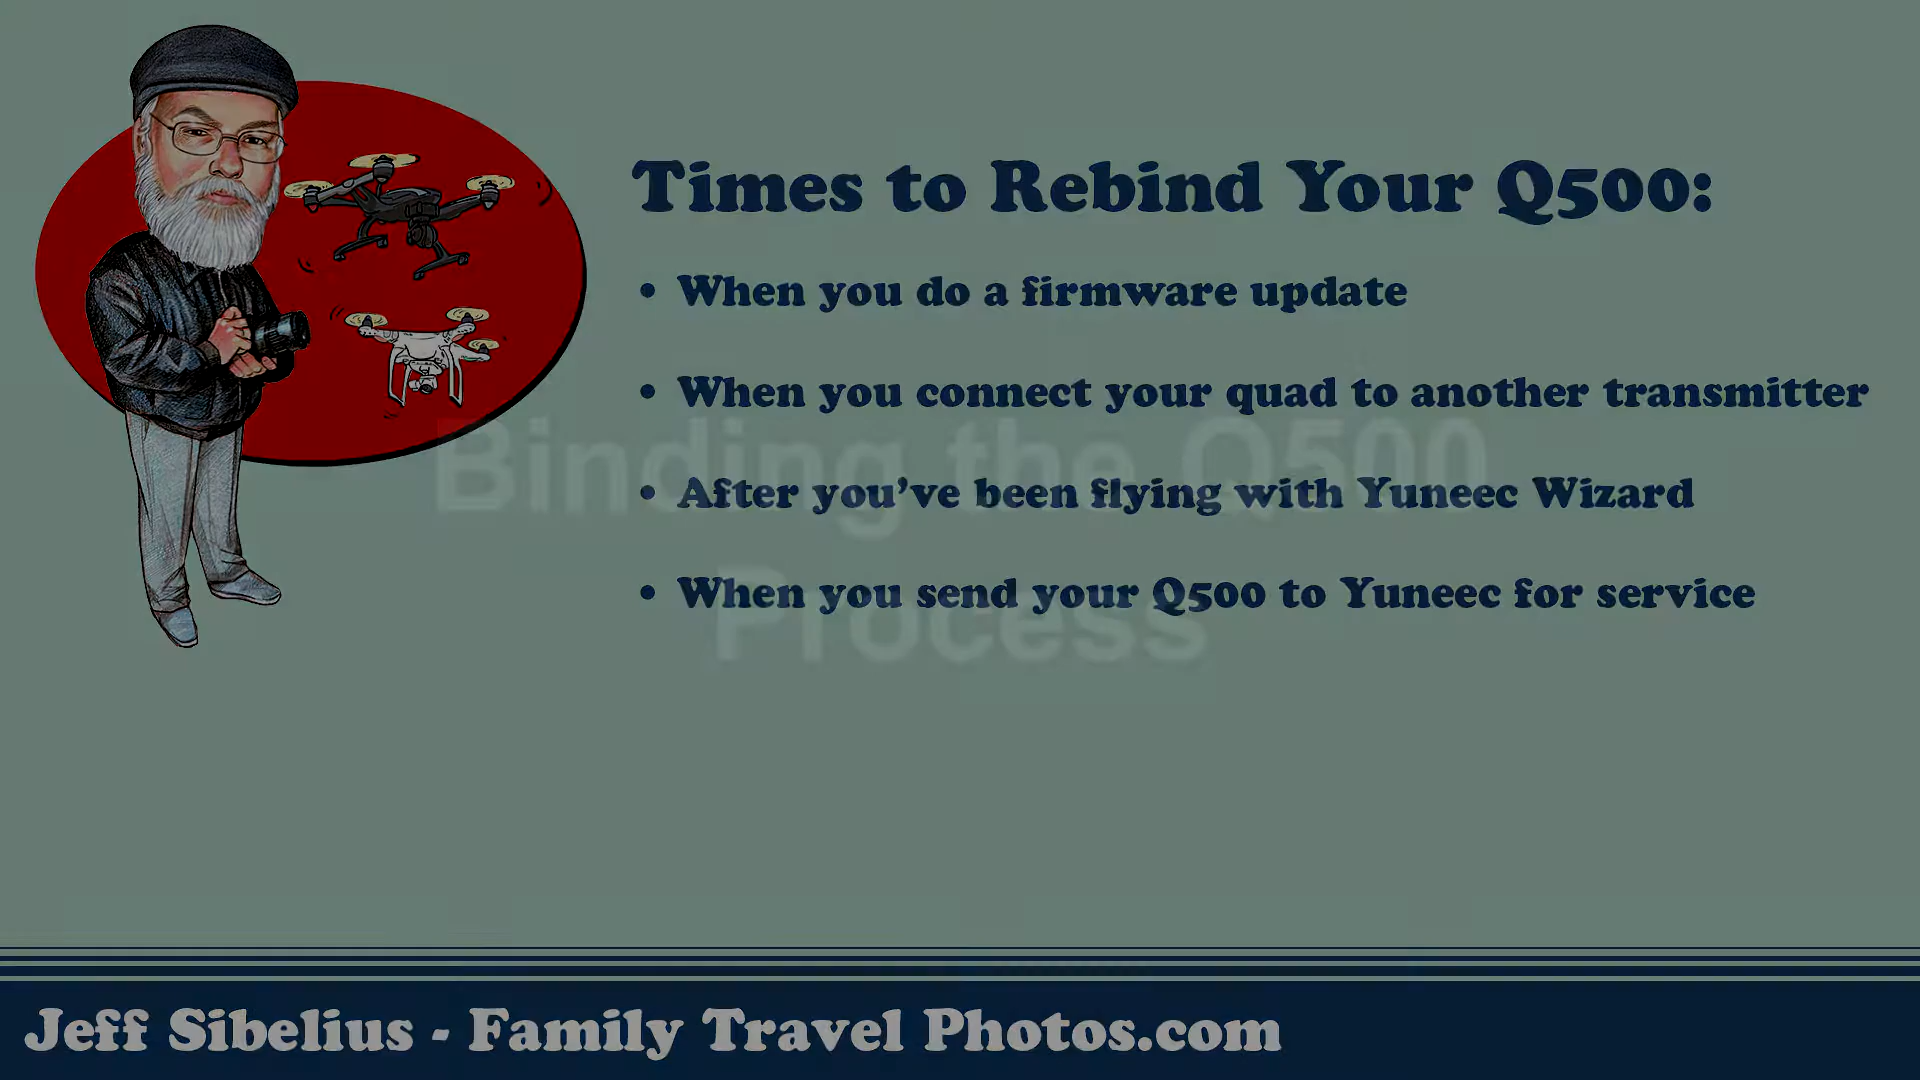 Times to Rebind Your Q500:
• When you do a firmware update
• When you connect your quad to another transmitter
• After you've been flying with Yuneec Wizard
• When you send your Q500 to Yuneec for service
Binding the Q500
Process
Jeff Sibelius - Family Travel Photos.com